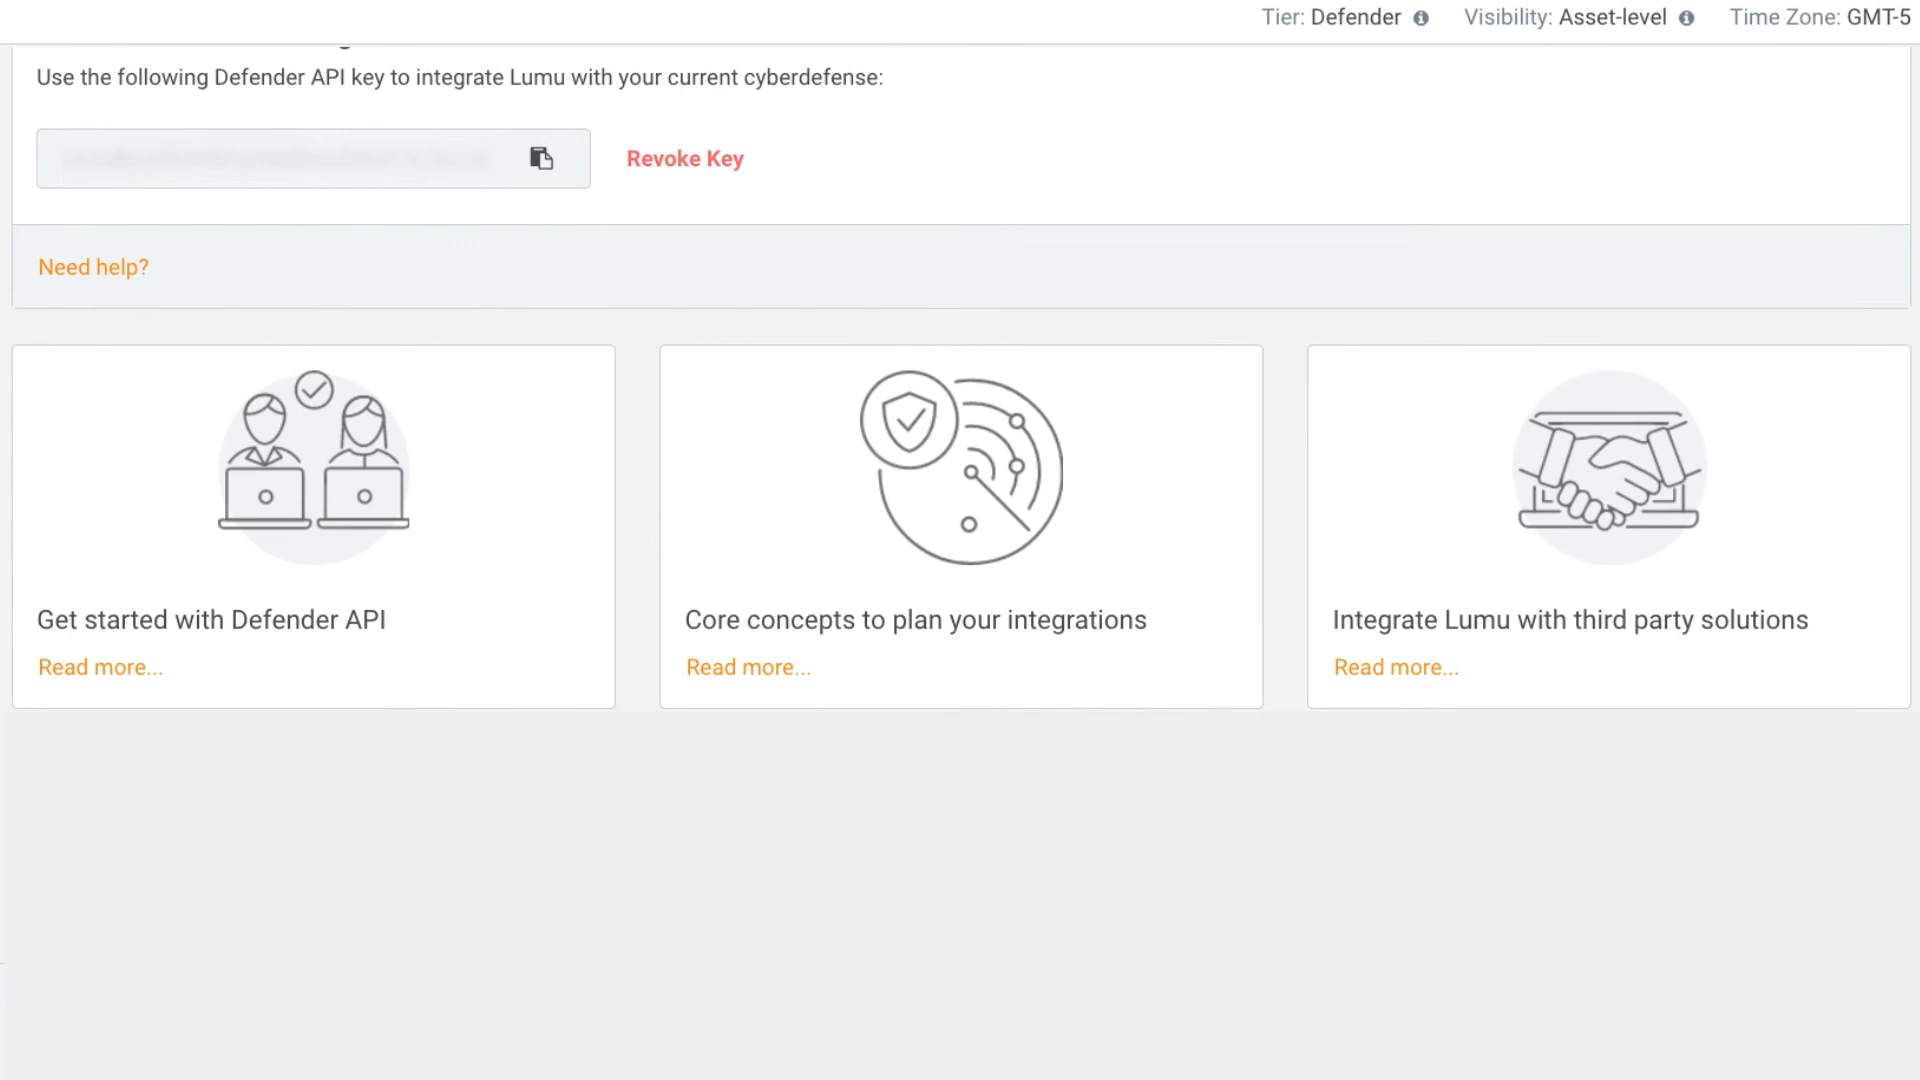 Tier: Defender Visibility: Asset-level Time Zone: GMT-5
Use the following Defender API key to integrate Lumu with your current cyberdefense:
Revoke Key
Need help?
Get started with Defender API
Read more...
Core concepts to plan your integrations
Read more...
Integrate Lumu with third party solutions
Read more...